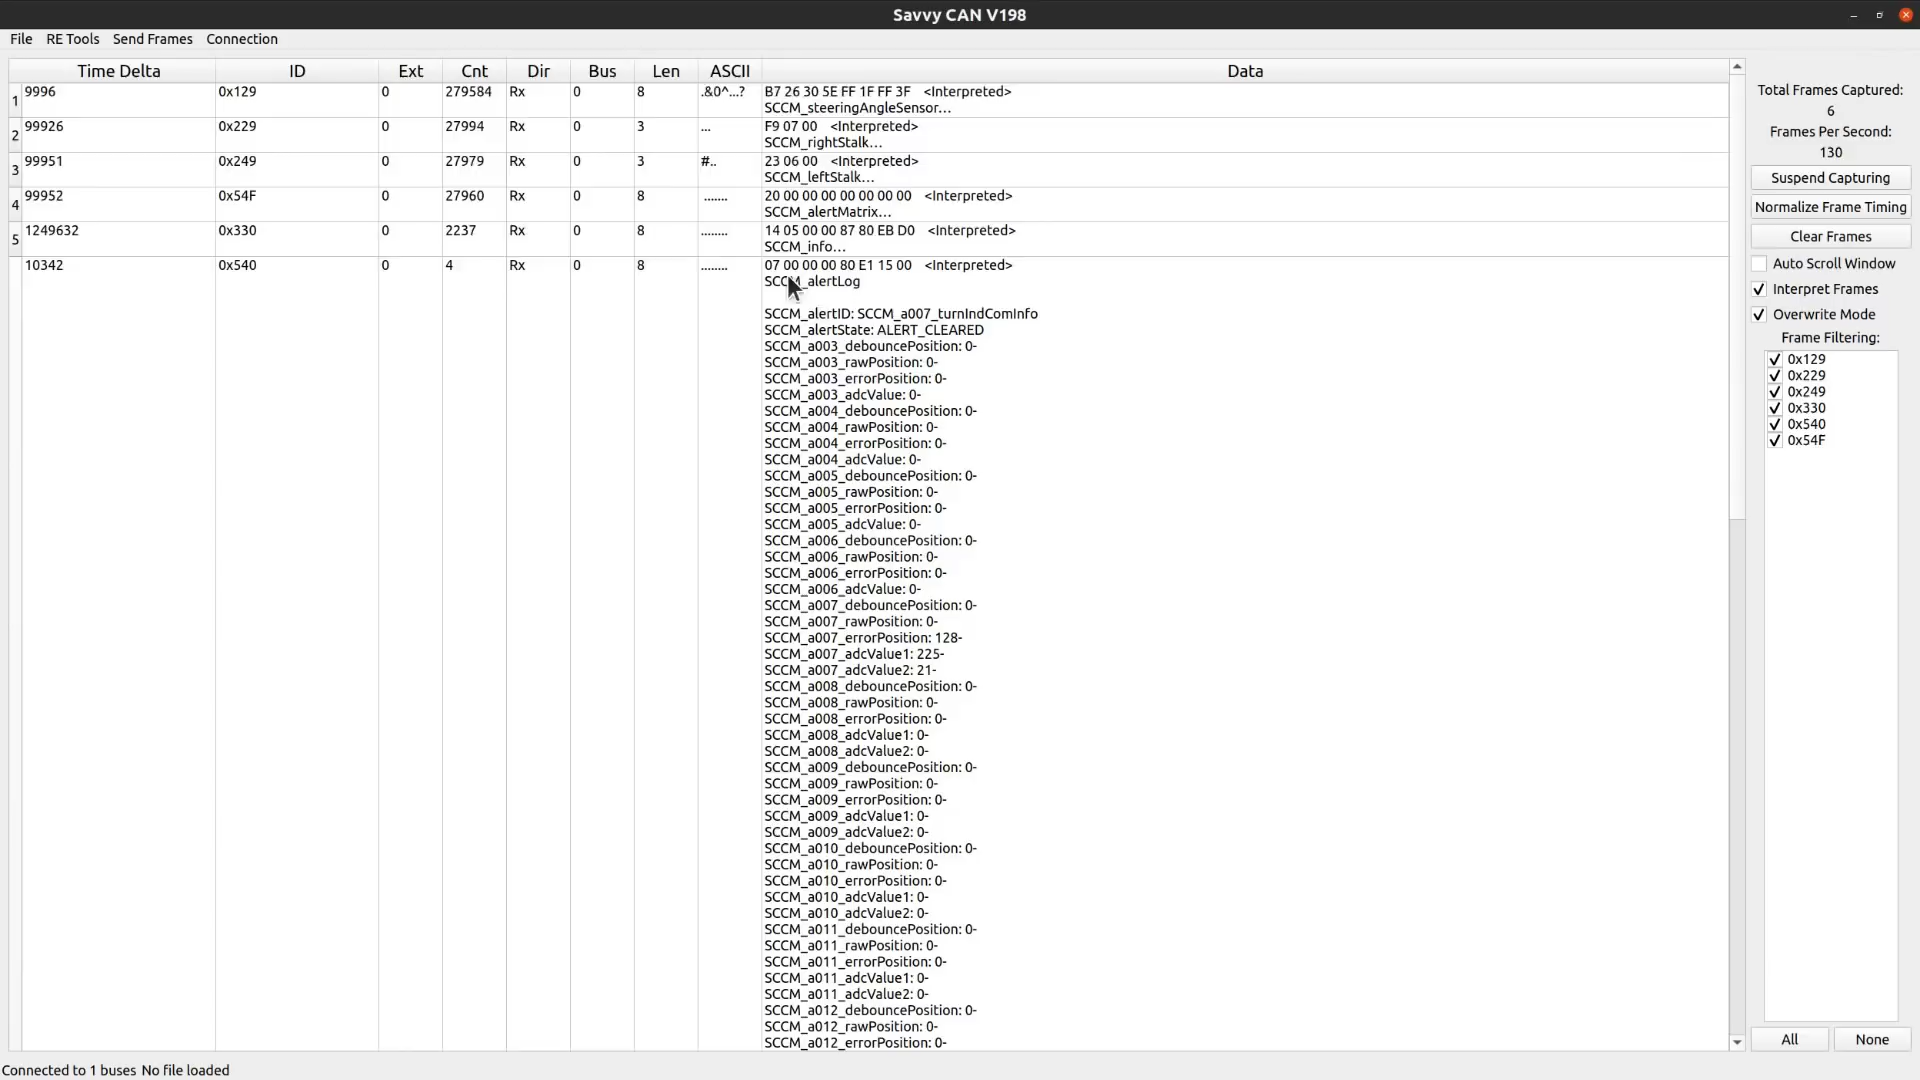 Savvy CAN V198
File RE Tools Send Frames Connection
Time Delta ID Ext Cnt Dir Bus Len ASCII Data
1 9996 0x129 0 279584 Rx 0 8 .&0^...? B7 26 30 5E FF 1F FF 3F <Interpreted>
SCCM_steeringAngleSensor...
2 99926 0x229 0 27994 Rx 0 3 ... F9 07 00 <Interpreted>
SCCM_rightStalk...
3 99951 0x249 0 27979 Rx 0 3 #.. 23 06 00 <Interpreted>
SCCM_leftStalk...
4 99952 0x54F 0 27960 Rx 0 8 ....... 20 00 00 00 00 00 00 00 <Interpreted>
SCCM_alertMatrix...
5 1249632 0x330 0 2237 Rx 0 8 ........ 14 05 00 00 87 80 EB D0 <Interpreted>
SCCM_info...
10342 0x540 0 4 Rx 0 8 ........ 07 00 00 00 80 E1 15 00 <Interpreted>
SCCM_alertLog
SCCM_alertID: SCCM_a007_turnIndComInfo
SCCM_alertState: ALERT_CLEARED
SCCM_a003_debouncePosition: 0-
SCCM_a003_rawPosition: 0-
SCCM_a003_errorPosition: 0-
SCCM_a003_adcValue: 0-
SCCM_a004_debouncePosition: 0-
SCCM_a004_rawPosition: 0-
SCCM_a004_errorPosition: 0-
SCCM_a004_adcValue: 0-
SCCM_a005_debouncePosition: 0-
SCCM_a005_rawPosition: 0-
SCCM_a005_errorPosition: 0-
SCCM_a005_adcValue: 0-
SCCM_a006_debouncePosition: 0-
SCCM_a006_rawPosition: 0-
SCCM_a006_errorPosition: 0-
SCCM_a006_adcValue: 0-
SCCM_a007_debouncePosition: 0-
SCCM_a007_rawPosition: 0-
SCCM_a007_errorPosition: 128-
SCCM_a007_adcValue1: 225-
SCCM_a007_adcValue2: 21-
SCCM_a008_debouncePosition: 0-
SCCM_a008_rawPosition: 0-
SCCM_a008_errorPosition: 0-
SCCM_a008_adcValue1: 0-
SCCM_a008_adcValue2: 0-
SCCM_a009_debouncePosition: 0-
SCCM_a009_rawPosition: 0-
SCCM_a009_errorPosition: 0-
SCCM_a009_adcValue1: 0-
SCCM_a009_adcValue2: 0-
SCCM_a010_debouncePosition: 0-
SCCM_a010_rawPosition: 0-
SCCM_a010_errorPosition: 0-
SCCM_a010_adcValue1: 0-
SCCM_a010_adcValue2: 0-
SCCM_a011_debouncePosition: 0-
SCCM_a011_rawPosition: 0-
SCCM_a011_errorPosition: 0-
SCCM_a011_adcValue1: 0-
SCCM_a011_adcValue2: 0-
SCCM_a012_debouncePosition: 0-
SCCM_a012_rawPosition: 0-
SCCM_a012_errorPosition: 0-
Total Frames Captured:
6
Frames Per Second:
130
Suspend Capturing
Normalize Frame Timing
Clear Frames
Auto Scroll Window
Interpret Frames
Overwrite Mode
Frame Filtering:
0x129
0x229
0x249
0x330
0x540
0x54F
All None
Connected to 1 buses No file loaded